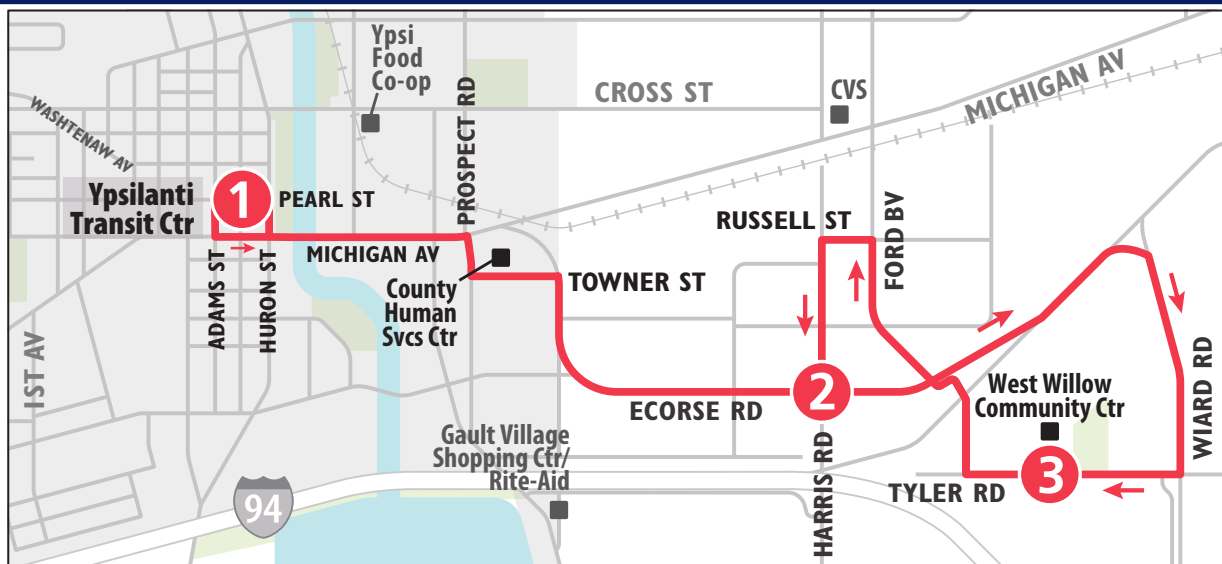 Ypsi
Food
Co-op
PROSPECT RD
CROSS ST
CVS
MICHIGAN AV
WASHTENAW AV
Ypsilanti
Transit Ctr
1
PEARL ST
RUSSELL ST
FORD BV
MICHIGAN AV
ADAMS ST
HURON ST
County
Human
Svcs Ctr
TOWNER ST
1ST AV
WIARD RD
2
ECORSE RD
West Willow
Community Ctr
Gault Village
Shopping Ctr/
Rite-Aid
HARRIS RD
TYLER RD
3
94